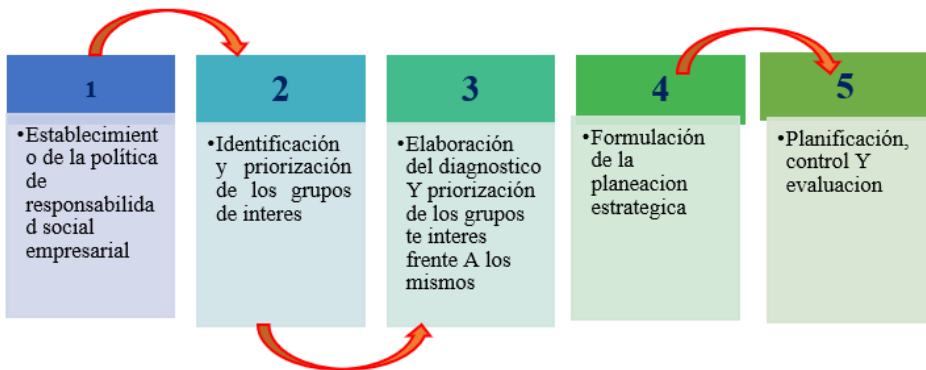 1
•Establecimient
o de la política
de
responsabilida
d social
empresarial
2
•Identificación
y priorización
de los grupos
de interes
3
•Elaboración
del diagnostico
Y priorización
de los grupos
te interes
frente A los
mismos
4
•Formulación
de la
planeacion
estrategica
5
•Planificación,
control Y
evaluacion